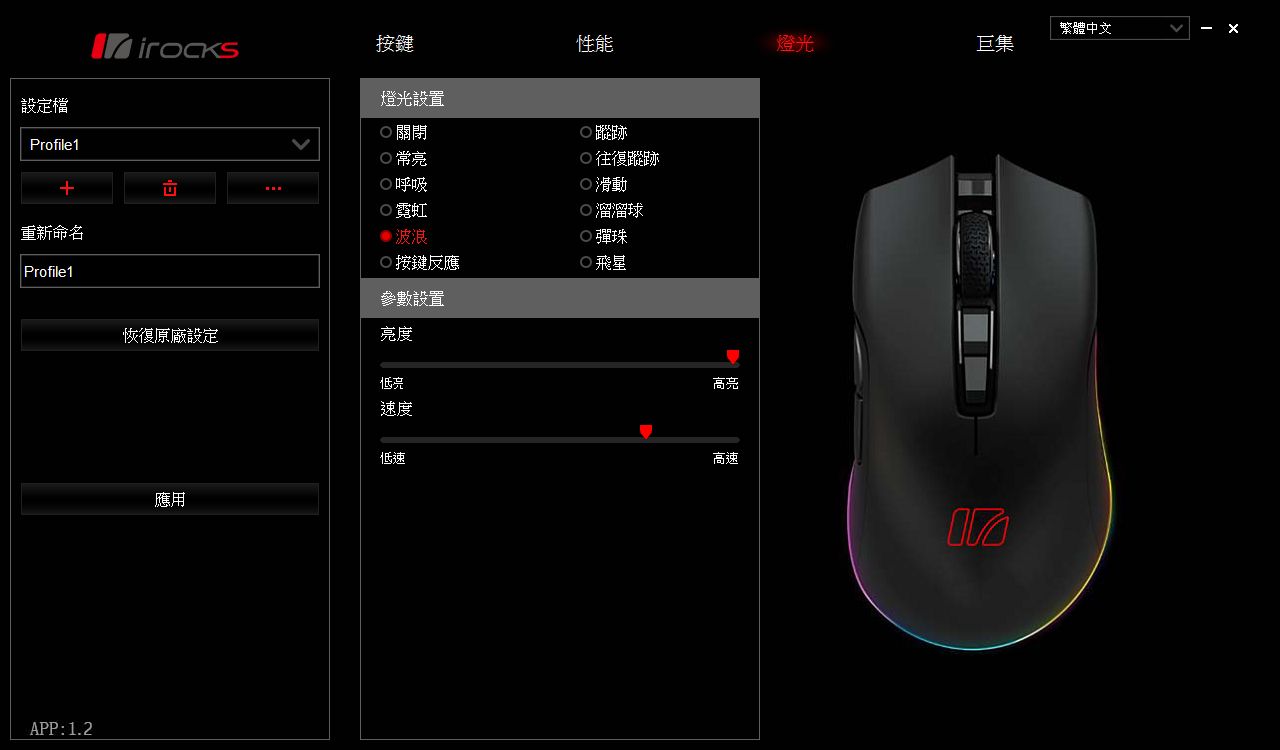 irocks
按鍵
性能
燈光
巨集
繁體中文
設定檔
Profile1
重新命名
Profile1
恢復原廠設定
應用
APP:1.2
燈光設置
關閉
蹤跡
常亮
往復蹤跡
呼吸
滑動
霓虹
溜溜球
波浪
彈珠
按鍵反應
飛星
參數設置
亮度
低亮
高亮
速度
低速
高速